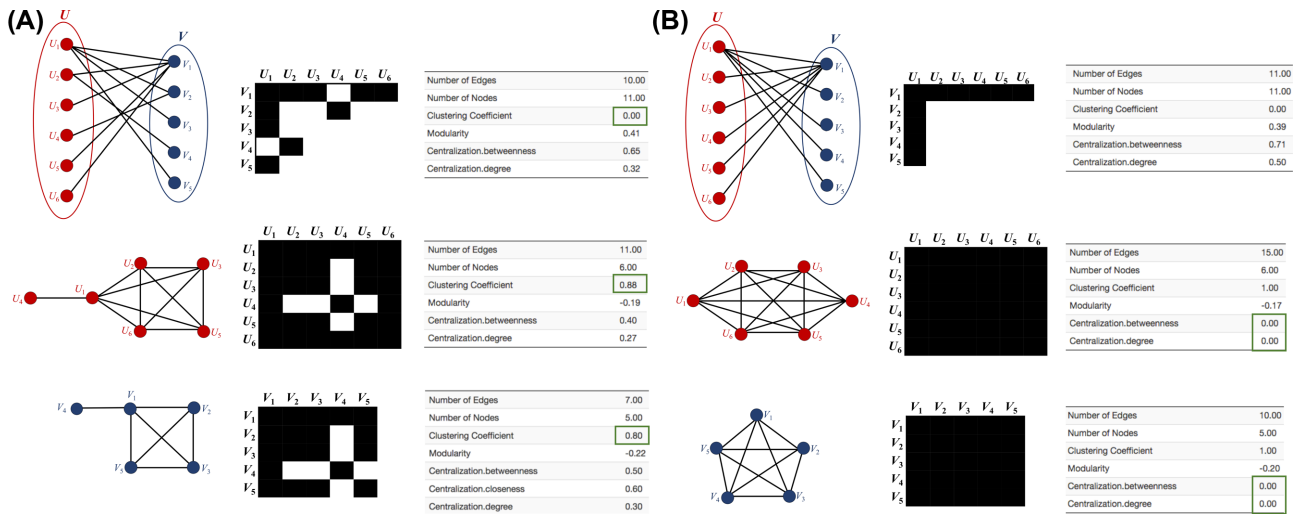 (A)
U
V
U1
U2
U3
U4
U5
U6
V1
V2
V3
V4
V5
U1 U2 U3 U4 U5 U6
V1
V2
V3
V4
V5
Number of Edges 10.00
Number of Nodes 11.00
Clustering Coefficient 0.00
Modularity 0.41
Centralization.betweenness 0.65
Centralization.degree 0.32
U2
U3
U4
U1
U6
U5
U1 U2 U3 U4 U5 U6
U1
U2
U3
U4
U5
U6
Number of Edges 11.00
Number of Nodes 6.00
Clustering Coefficient 0.88
Modularity -0.19
Centralization.betweenness 0.40
Centralization.degree 0.27
V4
V1
V2
V5
V3
V1 V2 V3 V4 V5
V1
V2
V3
V4
V5
Number of Edges 7.00
Number of Nodes 5.00
Clustering Coefficient 0.80
Modularity -0.22
Centralization.betweenness 0.50
Centralization.closeness 0.60
Centralization.degree 0.30
(B)
U
V
U1
U2
U3
U4
U5
U6
V1
V2
V3
V4
V5
U1 U2 U3 U4 U5 U6
V1
V2
V3
V4
V5
Number of Edges 11.00
Number of Nodes 11.00
Clustering Coefficient 0.00
Modularity 0.39
Centralization.betweenness 0.71
Centralization.degree 0.50
U2
U3
U1
U4
U6
U5
U1 U2 U3 U4 U5 U6
U1
U2
U3
U4
U5
U6
Number of Edges 15.00
Number of Nodes 6.00
Clustering Coefficient 1.00
Modularity -0.17
Centralization.betweenness 0.00
Centralization.degree 0.00
V1
V5
V2
V4
V3
V1 V2 V3 V4 V5
V1
V2
V3
V4
V5
Number of Edges 10.00
Number of Nodes 5.00
Clustering Coefficient 1.00
Modularity -0.20
Centralization.betweenness 0.00
Centralization.degree 0.00